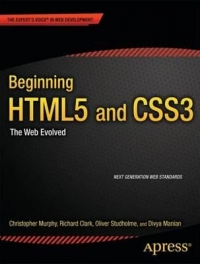 THE EXPERT'S VOICE® IN WEB DEVELOPMENT
Beginning
HTML5 and CSS3
The Web Evolved
NEXT GENERATION WEB STANDARDS
Christopher Murphy, Richard Clark, Oliver Studholme, and Divya Manian
Apress®